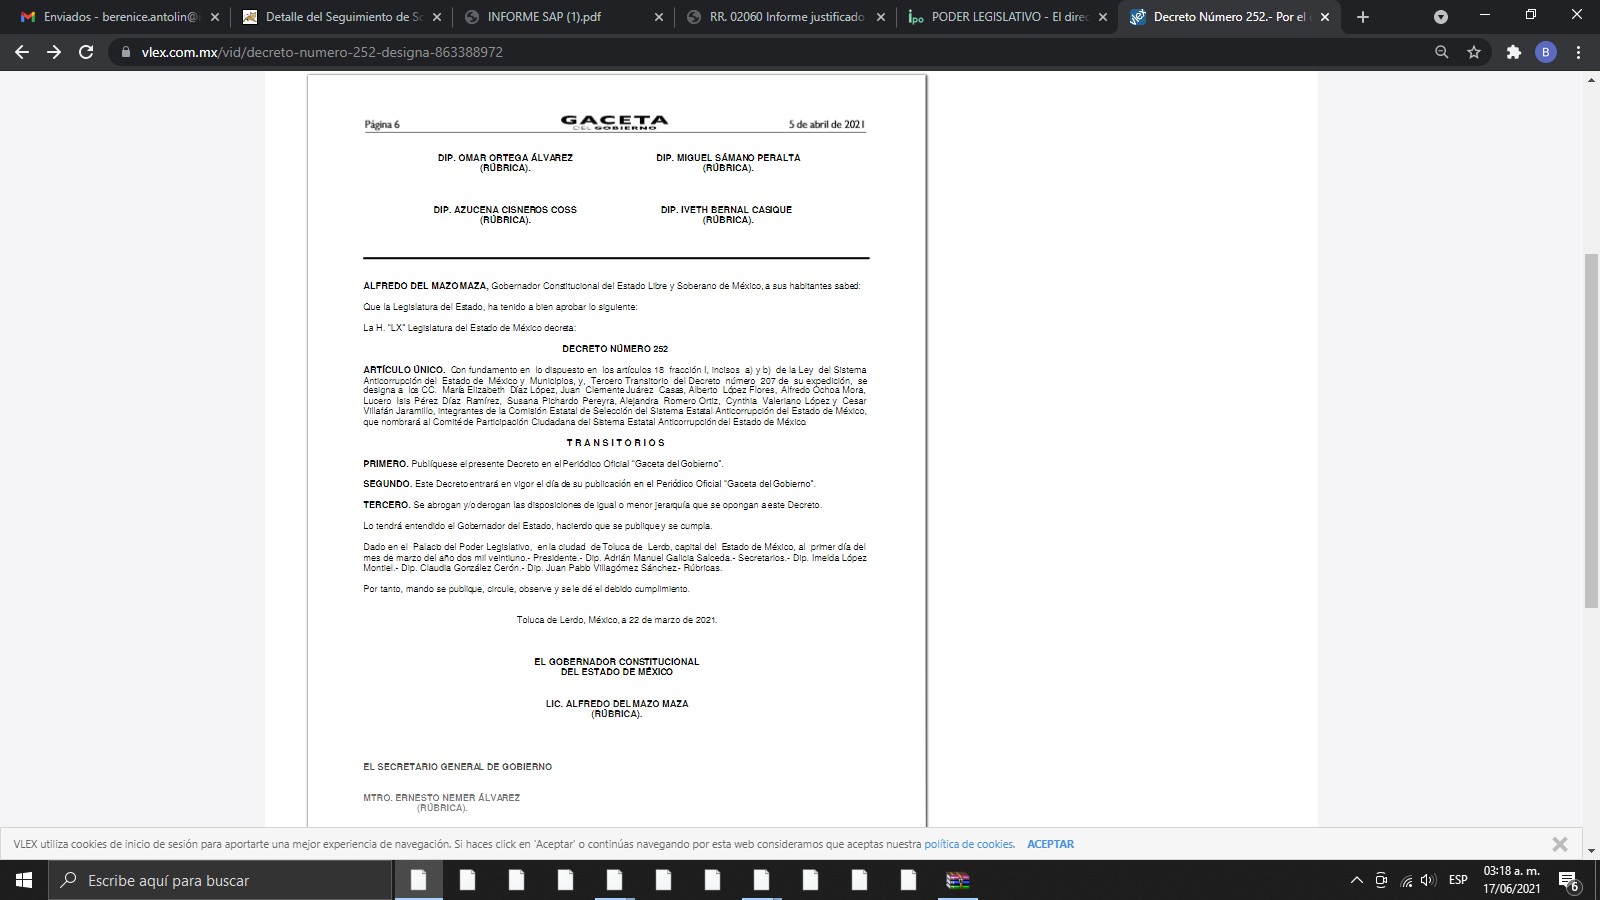 Enviados - berenice.antolin@
Detalle del Seguimiento de So
INFORME SAP (1).pdf
RR. 02060 Informe justificado
PODER LEGISLATIVO - El direc
Decreto Número 252.- Por el
vlex.com.mx/vid/decreto-numero-252-designa-863388972
B
Página 6
GACETA
DEL GOBIERNO
5 de abril de 2021
DIP. OMAR ORTEGA ÁLVAREZ
(RÚBRICA).
DIP. MIGUEL SÁMANO PERALTA
(RÚBRICA).
DIP. AZUCENA CISNEROS COSS
(RÚBRICA).
DIP. IVETH BERNAL CASIQUE
(RÚBRICA).
ALFREDO DEL MAZO MAZA, Gobernador Constitucional del Estado Libre y Soberano de México, a sus habitantes sabed:
Que la Legislatura del Estado, ha tenido a bien aprobar lo siguiente:
La H. "LX" Legislatura del Estado de México decreta:
DECRETO NÚMERO 252
ARTÍCULO ÚNICO. Con fundamento en lo dispuesto en los artículos 18 fracción I, incisos a) y b) de la Ley del Sistema
Anticorrupción del Estado de México y Municipios, y, Tercero Transitorio del Decreto número 207 de su expedición, se
designa a los CC. María Elizabeth Díaz López, Juan Clemente Juárez Casas, Alberto López Flores, Alfredo Ochoa Mora,
Lucero Isis Pérez Díaz Ramírez, Susana Pichardo Pereyra, Alejandra Romero Ortiz, Cynthia Valeriano López y Cesar
Villafán Jaramillo, integrantes de la Comisión Estatal de Selección del Sistema Estatal Anticorrupción del Estado de México,
que nombrará al Comité de Participación Ciudadana del Sistema Estatal Anticorrupción del Estado de México.
T R A N S I T O R I O S
PRIMERO. Publíquese el presente Decreto en el Periódico Oficial "Gaceta del Gobierno".
SEGUNDO. Este Decreto entrará en vigor el día de su publicación en el Periódico Oficial "Gaceta del Gobierno".
TERCERO. Se abrogan y/o derogan las disposiciones de igual o menor jerarquía que se opongan a este Decreto.
Lo tendrá entendido el Gobernador del Estado, haciendo que se publique y se cumpla.
Dado en el Palacio del Poder Legislativo, en la ciudad de Toluca de Lerdo, capital del Estado de México, al primer día del
mes de marzo del año dos mil veintiuno.- Presidente.- Dip. Adrián Manuel Galicia Salceda.- Secretarios.- Dip. Imelda López
Montiel.- Dip. Claudia González Cerón.- Dip. Juan Pablo Villagómez Sánchez.- Rúbricas.
Por tanto, mando se publique, circule, observe y se le dé el debido cumplimiento.
Toluca de Lerdo, México, a 22 de marzo de 2021.
EL GOBERNADOR CONSTITUCIONAL
DEL ESTADO DE MÉXICO
LIC. ALFREDO DEL MAZO MAZA
(RÚBRICA).
EL SECRETARIO GENERAL DE GOBIERNO
MTRO. ERNESTO NEMER ÁLVAREZ
(RÚBRICA).
VLEX utiliza cookies de inicio de sesión para aportarte una mejor experiencia de navegación. Si haces click en 'Aceptar' o continúas navegando por esta web consideramos que aceptas nuestra política de cookies. ACEPTAR
Escribe aquí para buscar
ESP
03:18 a. m.
17/06/2021
6